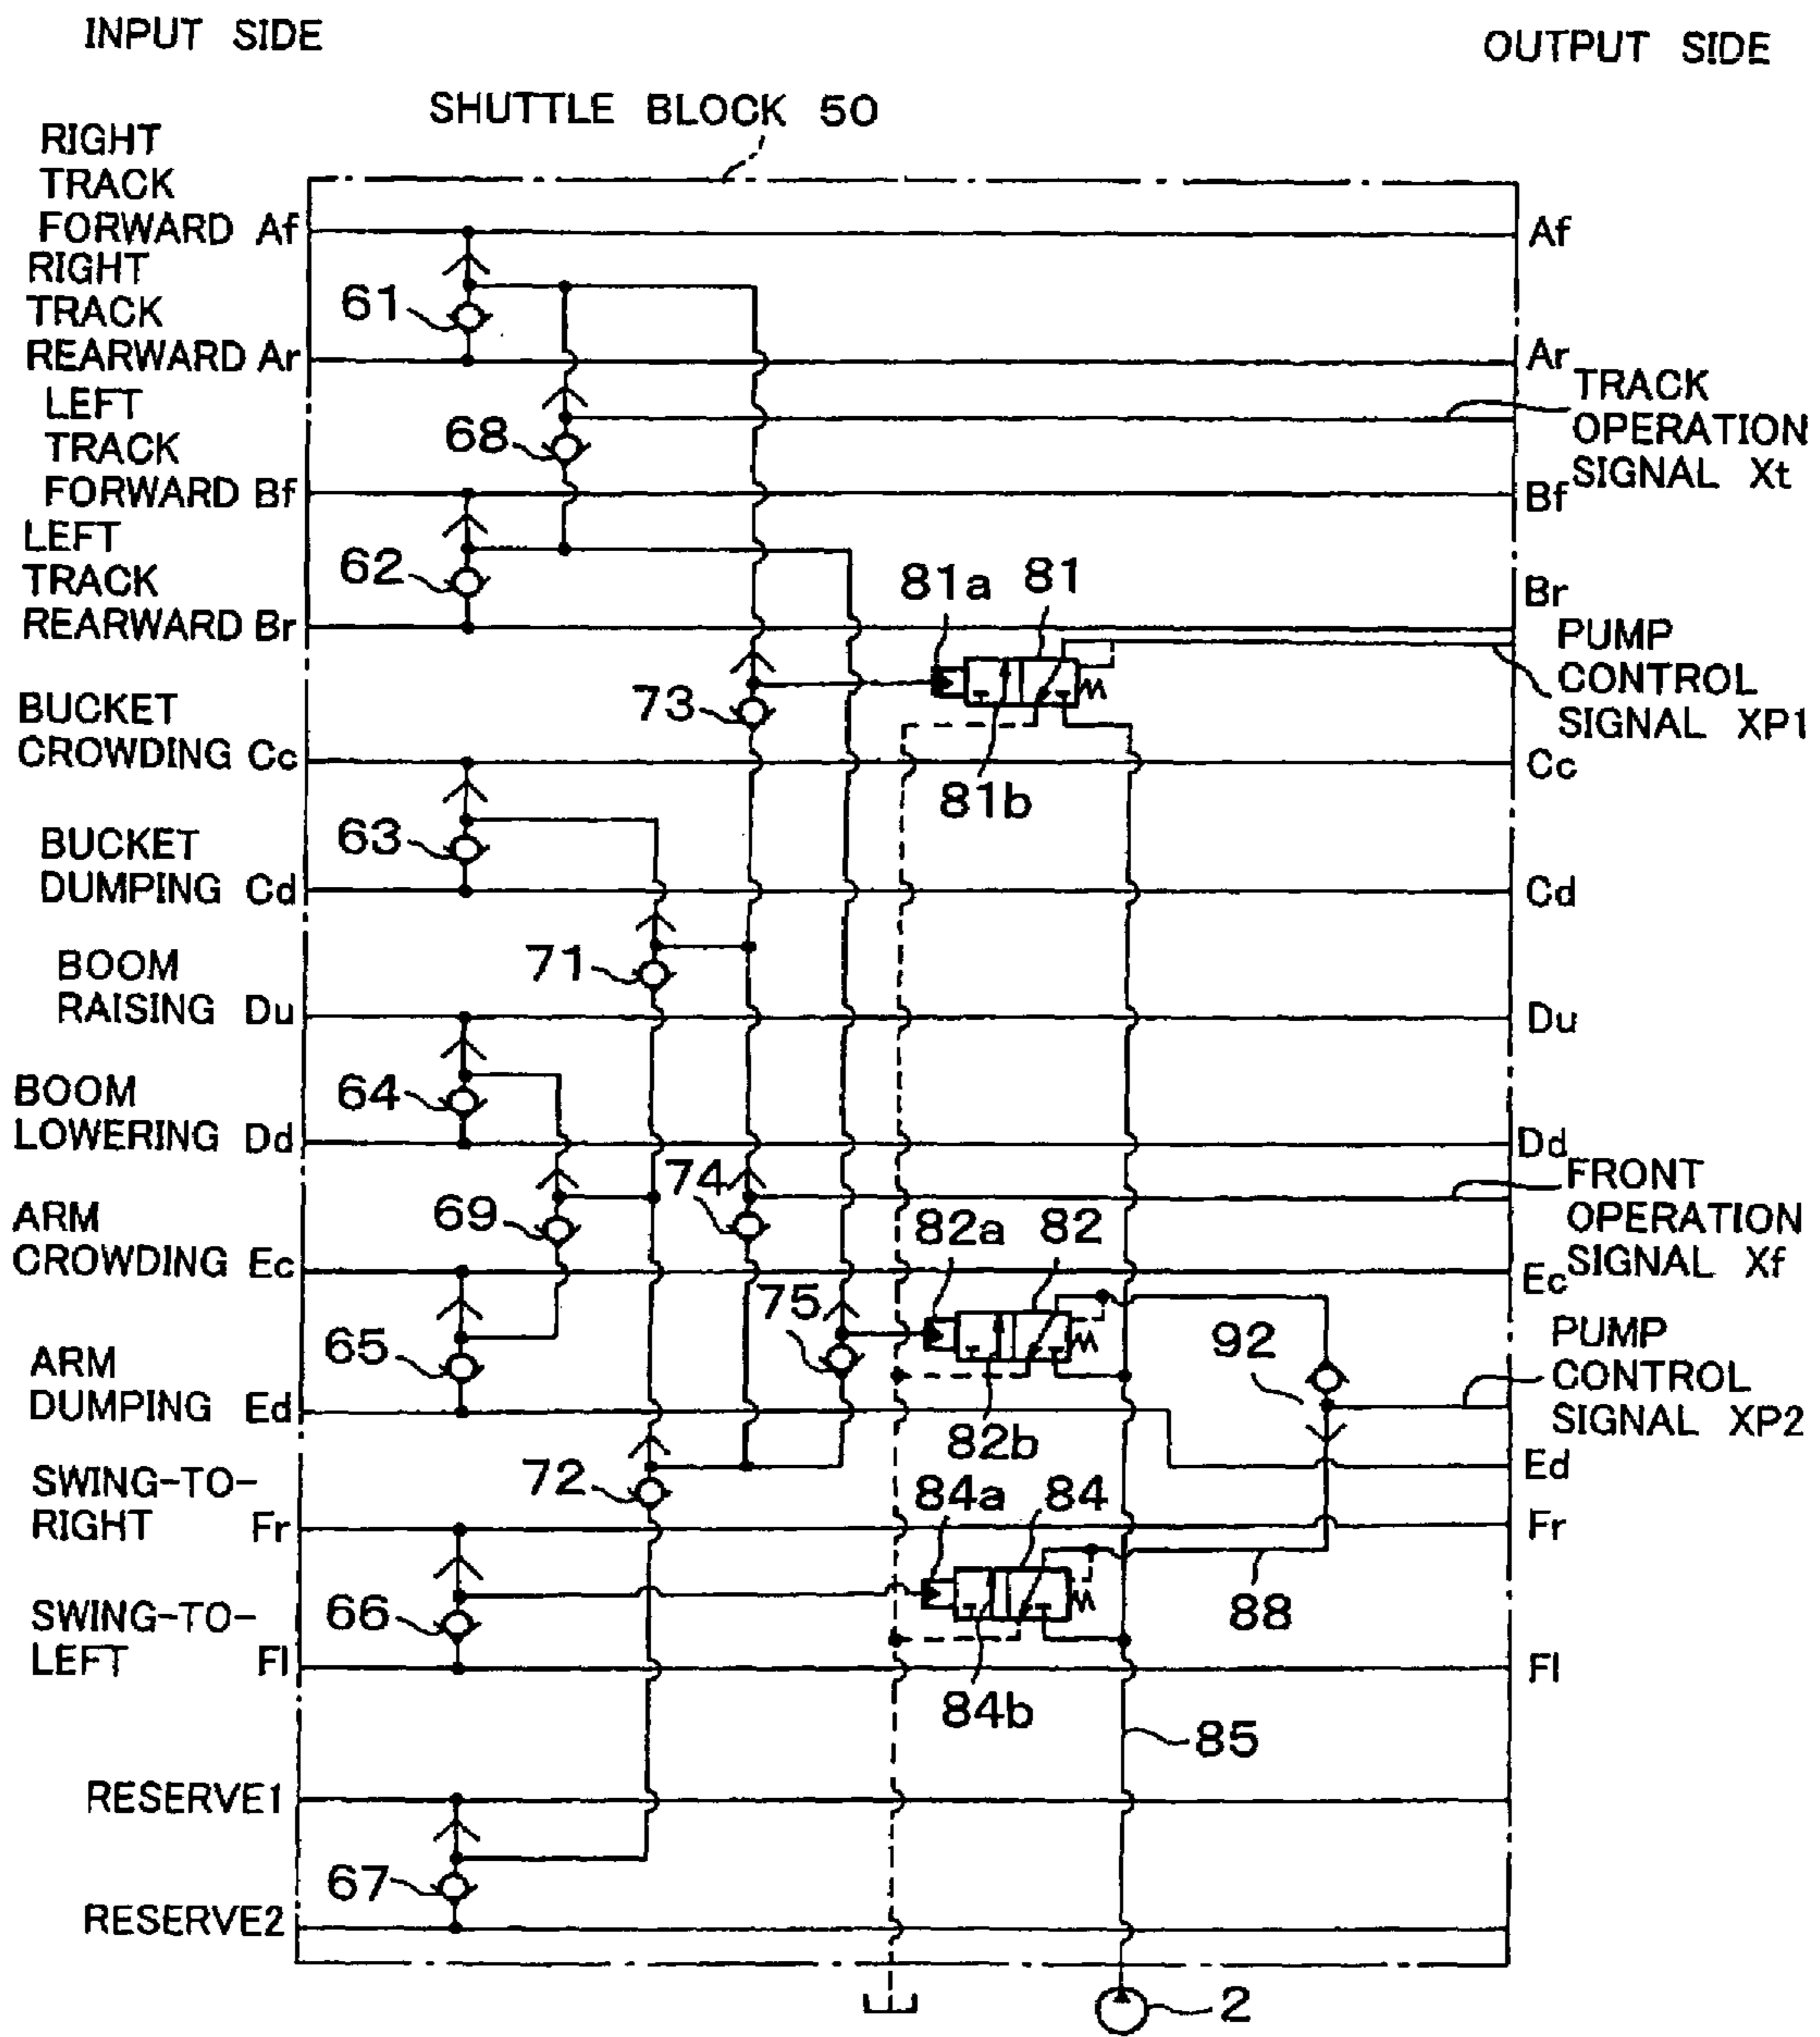 INPUT SIDE
OUTPUT SIDE
SHUTTLE BLOCK 50
RIGHT
TRACK
FORWARD Af
Af
RIGHT
TRACK
REARWARD Ar
61
Ar
TRACK
OPERATION
SIGNAL Xt
LEFT
TRACK
FORWARD Bf
68
Bf
LEFT
TRACK
REARWARD Br
62
81a
81
Br
PUMP
CONTROL
SIGNAL XP1
73
81b
BUCKET
CROWDING Cc
Cc
63
BUCKET
DUMPING Cd
Cd
71
BOOM
RAISING Du
Du
64
BOOM
LOWERING Dd
Dd
74
69
FRONT
OPERATION
SIGNAL Xf
82a
82
ARM
CROWDING Ec
Ec
75
65
92
PUMP
CONTROL
SIGNAL XP2
ARM
DUMPING Ed
82b
Ed
72
SWING-TO-
RIGHT Fr
84a
84
Fr
66
88
SWING-TO-
LEFT Fl
84b
Fl
85
RESERVE1
67
RESERVE2
2